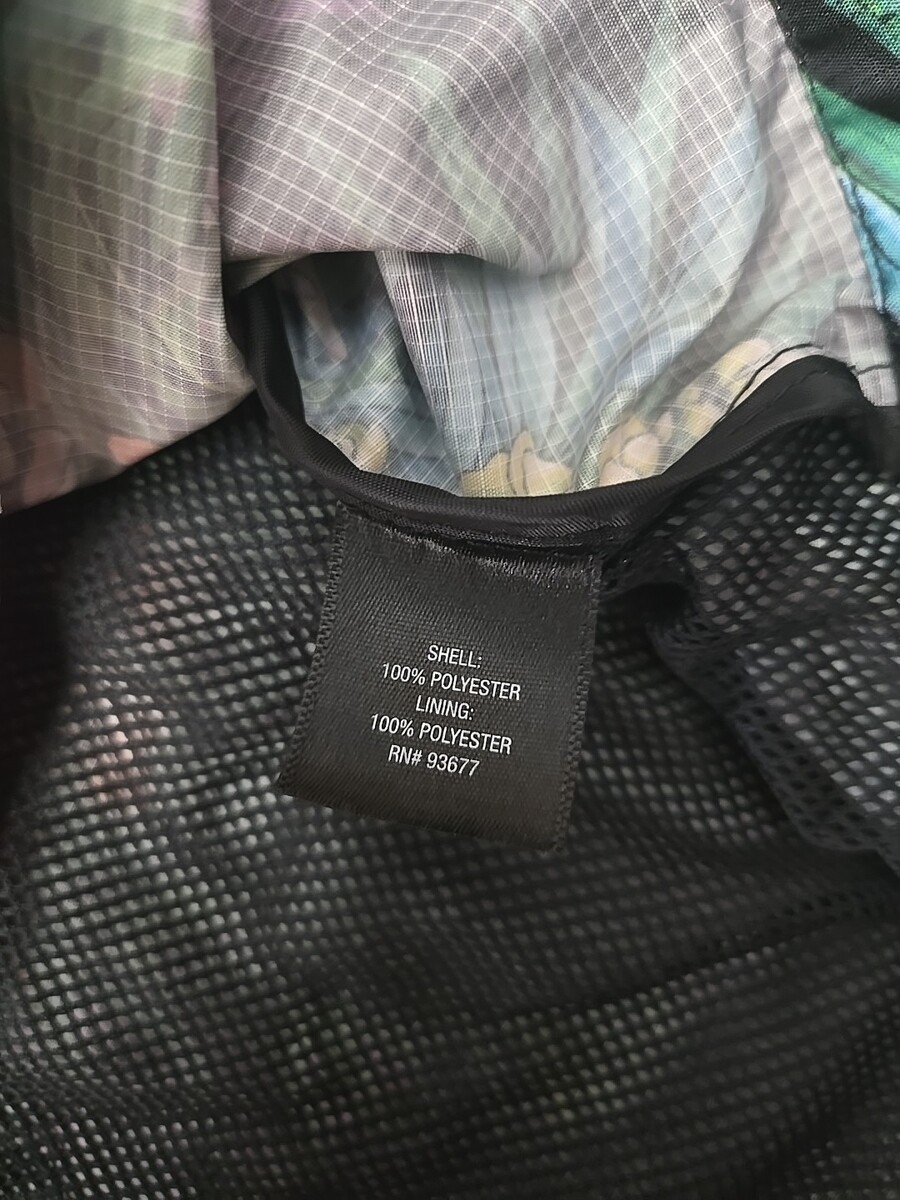 SHELL:
100% POLYESTER
LINING:
100% POLYESTER
RN# 93677